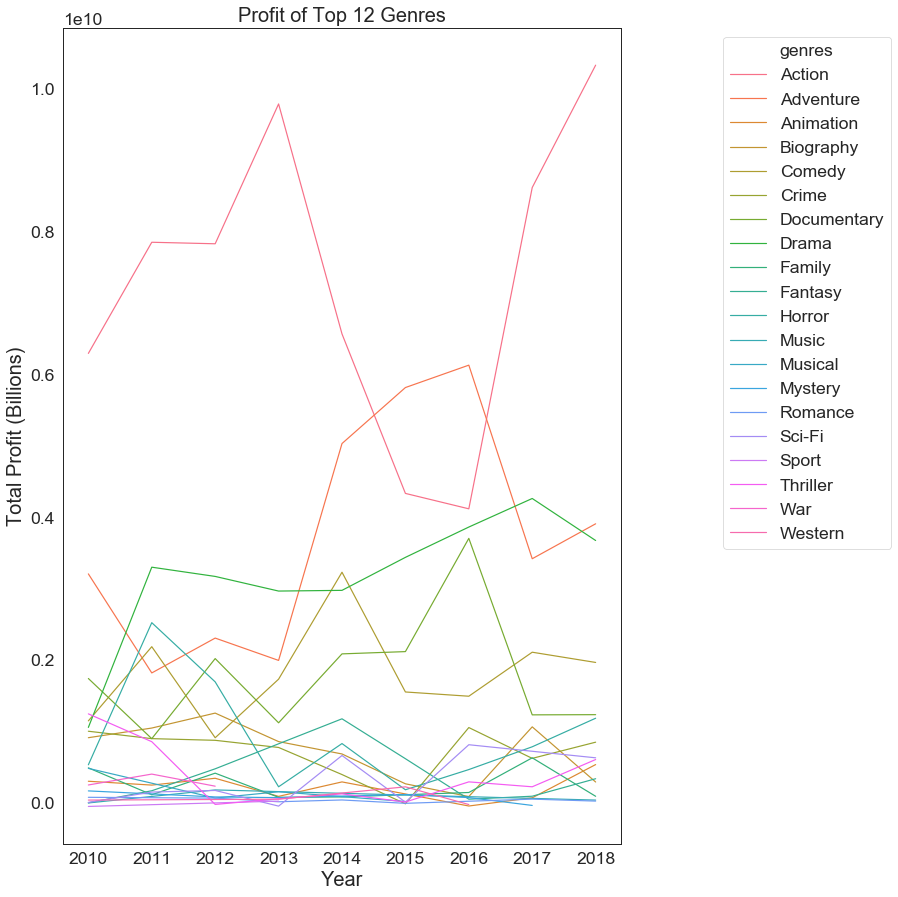 Profit of Top 12 Genres
1e10
1.0
0.8
0.6
0.4
0.2
0.0
Total Profit (Billions)
2010 2011 2012 2013 2014 2015 2016 2017 2018
Year
genres
Action
Adventure
Animation
Biography
Comedy
Crime
Documentary
Drama
Family
Fantasy
Horror
Music
Musical
Mystery
Romance
Sci-Fi
Sport
Thriller
War
Western